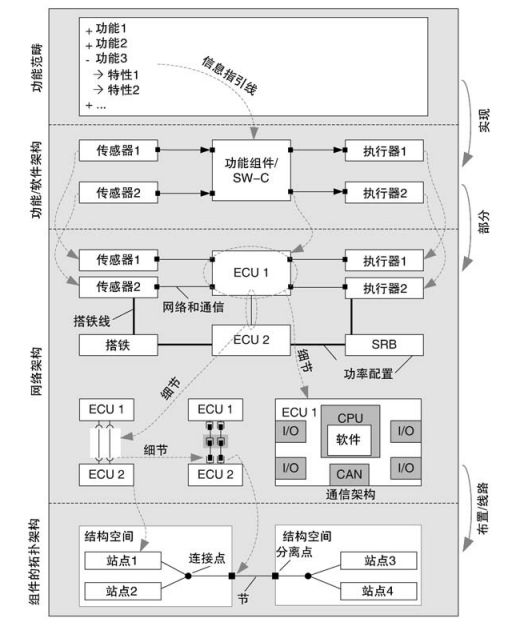 功能范畴
+ 功能1
+ 功能2
- 功能3
→ 特性1
→ 特性2
+ ...
信息指引线
实现
功能/软件架构
传感器1
功能组件/
SW-C
执行器1
传感器2
执行器2
部分
网络架构
传感器1
ECU 1
执行器1
传感器2
执行器2
网络和通信
搭铁线
搭铁
ECU 2
SRB
细节
细节
功率配置
ECU 1
ECU 1
ECU 1
CPU
I/O
软件
I/O
细节
I/O
I/O
ECU 2
ECU 2
CAN
通信架构
布置/线路
组件的拓扑架构
结构空间
结构空间
站点1
连接点
分离点
站点3
站点2
节
站点4